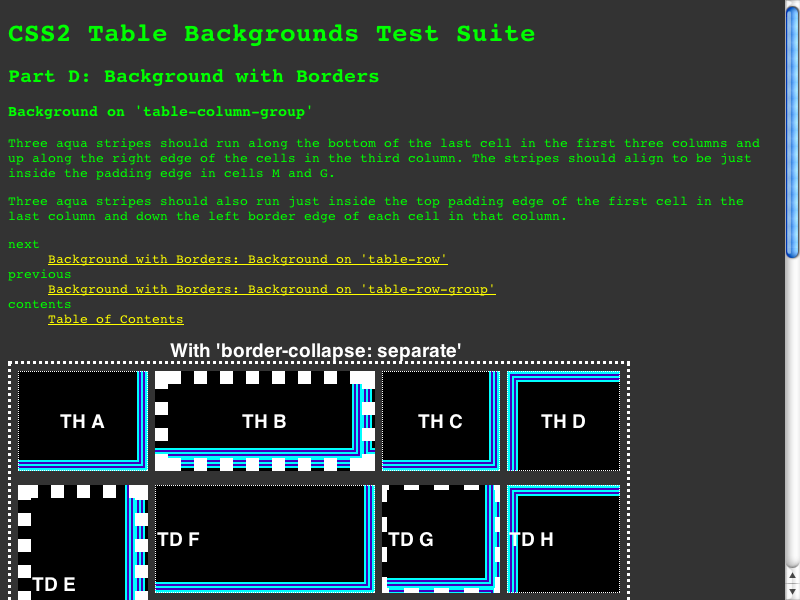 CSS2 Table Backgrounds Test Suite
Part D: Background with Borders
Background on 'table-column-group'
Three aqua stripes should run along the bottom of the last cell in the first three columns and
up along the right edge of the cells in the third column. The stripes should align to be just
inside the padding edge in cells M and G.
Three aqua stripes should also run just inside the top padding edge of the first cell in the
last column and down the left border edge of each cell in that column.
next
Background with Borders: Background on 'table-row'
previous
Background with Borders: Background on 'table-row-group'
contents
Table of Contents
With 'border-collapse: separate'
TH A TH B TH C TH D
TD F TD G TD H
TD E